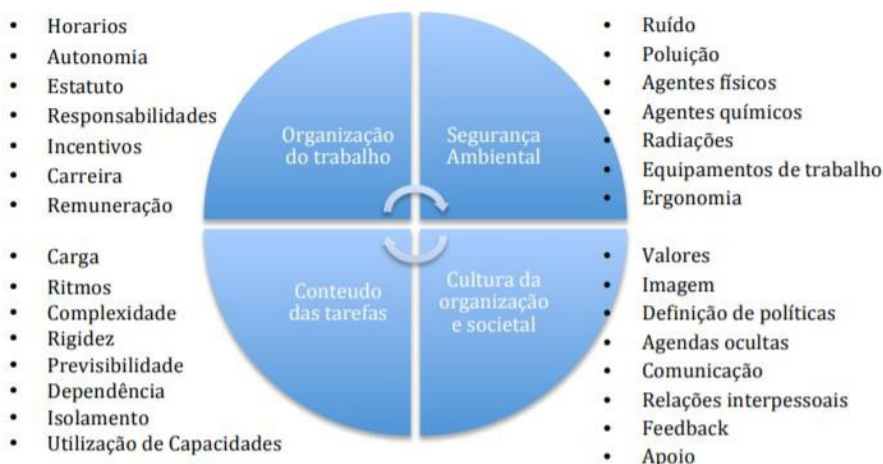 • Horarios
• Autonomia
• Estatuto
• Responsabilidades
• Incentivos
• Carreira
• Remuneração
Organização
do trabalho
Segurança
Ambiental
• Ruído
• Poluição
• Agentes físicos
• Agentes químicos
• Radiações
• Equipamentos de trabalho
• Ergonomia
• Carga
• Ritmos
• Complexidade
• Rigidez
• Previsibilidade
• Dependência
• Isolamento
• Utilização de Capacidades
Conteudo
das tarefas
Cultura da
organização
e societal
• Valores
• Imagem
• Definição de políticas
• Agendas ocultas
• Comunicação
• Relações interpessoais
• Feedback
• Apoio